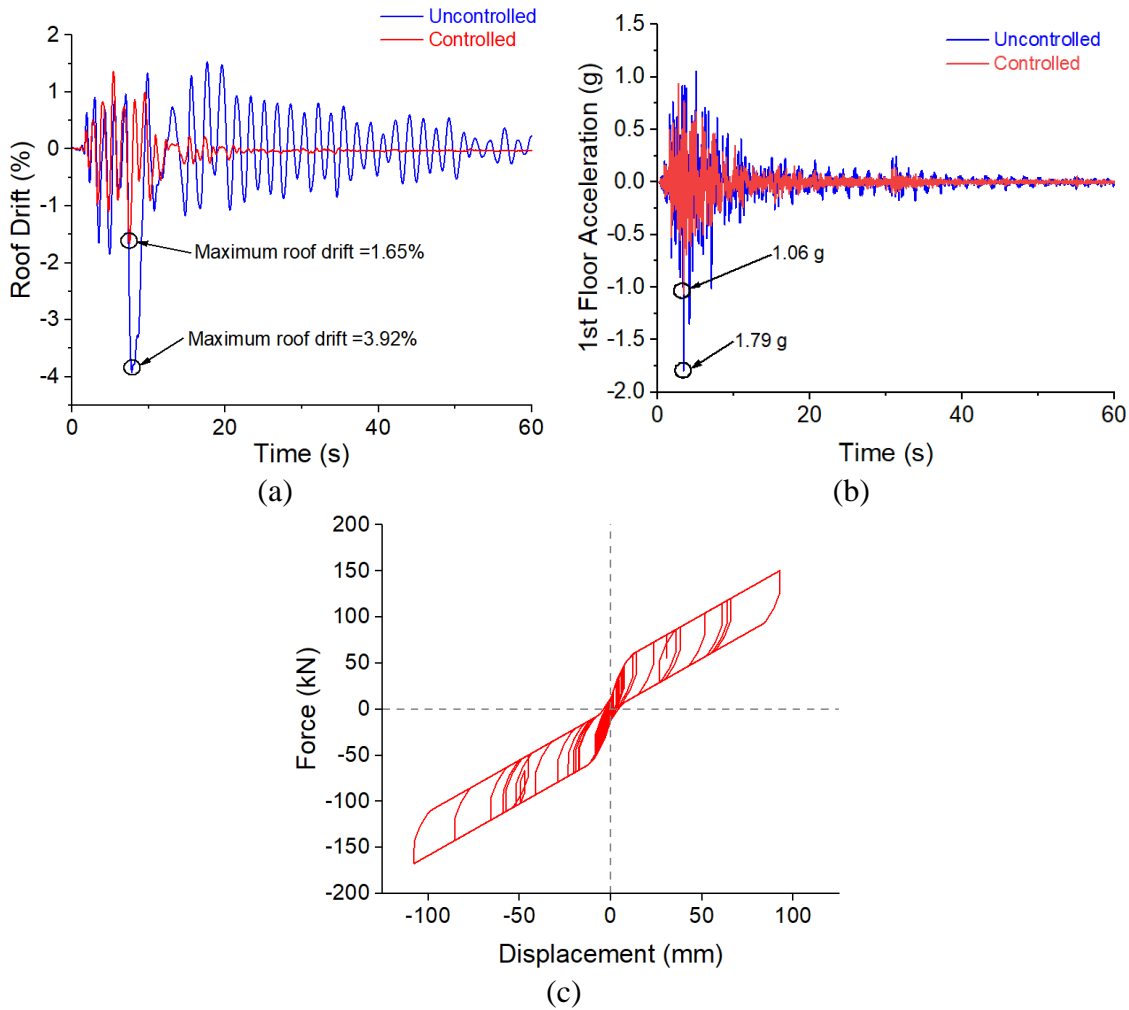 Uncontrolled
Controlled
2
1
0
-1
-2
-3
-4
Roof Drift (%)
Maximum roof drift =1.65%
Maximum roof drift =3.92%
0
20
40
60
Time (s)
(a)
Uncontrolled
Controlled
1.5
1.0
0.5
0.0
-0.5
-1.0
-1.5
-2.0
1st Floor Acceleration (g)
1.06 g
1.79 g
0
20
40
60
Time (s)
(b)
200
150
100
50
0
-50
-100
-150
-200
Force (kN)
-100
-50
0
50
100
Displacement (mm)
(c)